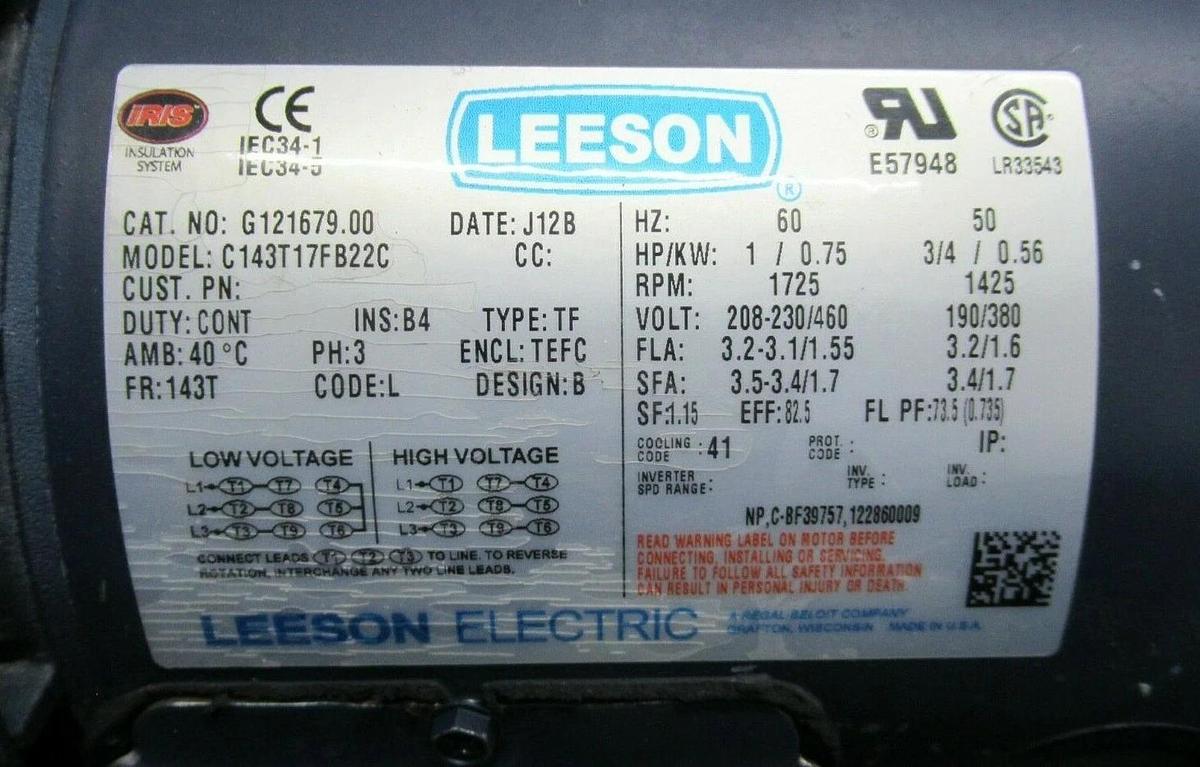 IRIS
INSULATION
SYSTEM
CE
IEC34-1
IEC34-5
LEESON
®
®
E57948
SA
LR33543
CAT. NO: G121679.00 DATE: J12B
MODEL: C143T17FB22C CC:
CUST. PN:
DUTY: CONT INS: B4 TYPE: TF
AMB: 40 °C PH: 3 ENCL: TEFC
FR: 143T CODE: L DESIGN: B
HZ: 60 50
HP/KW: 1 / 0.75 3/4 / 0.56
RPM: 1725 1425
VOLT: 208-230/460 190/380
FLA: 3.2-3.1/1.55 3.2/1.6
SFA: 3.5-3.4/1.7 3.4/1.7
SF: 1.15 EFF: 82.5 FL PF: 73.5 (0.735)
COOLING CODE : 41 PROT. CODE : IP:
INVERTER SPD RANGE : INV. TYPE : INV. LOAD :
NP,C-BF39757,122860009
LOW VOLTAGE HIGH VOLTAGE
L1 T1 T7 T4 L1 T1 T7 T4
L2 T2 T8 T5 L2 T2 T8 T5
L3 T3 T9 T6 L3 T3 T9 T6
CONNECT LEADS T1 T2 T3 TO LINE. TO REVERSE
ROTATION, INTERCHANGE ANY TWO LINE LEADS.
READ WARNING LABEL ON MOTOR BEFORE
CONNECTING, INSTALLING OR SERVICING.
FAILURE TO FOLLOW ALL SAFETY INFORMATION
CAN RESULT IN PERSONAL INJURY OR DEATH.
LEESON ELECTRIC
A REGAL BELOIT COMPANY
GRAFTON, WISCONSIN MADE IN U.S.A.